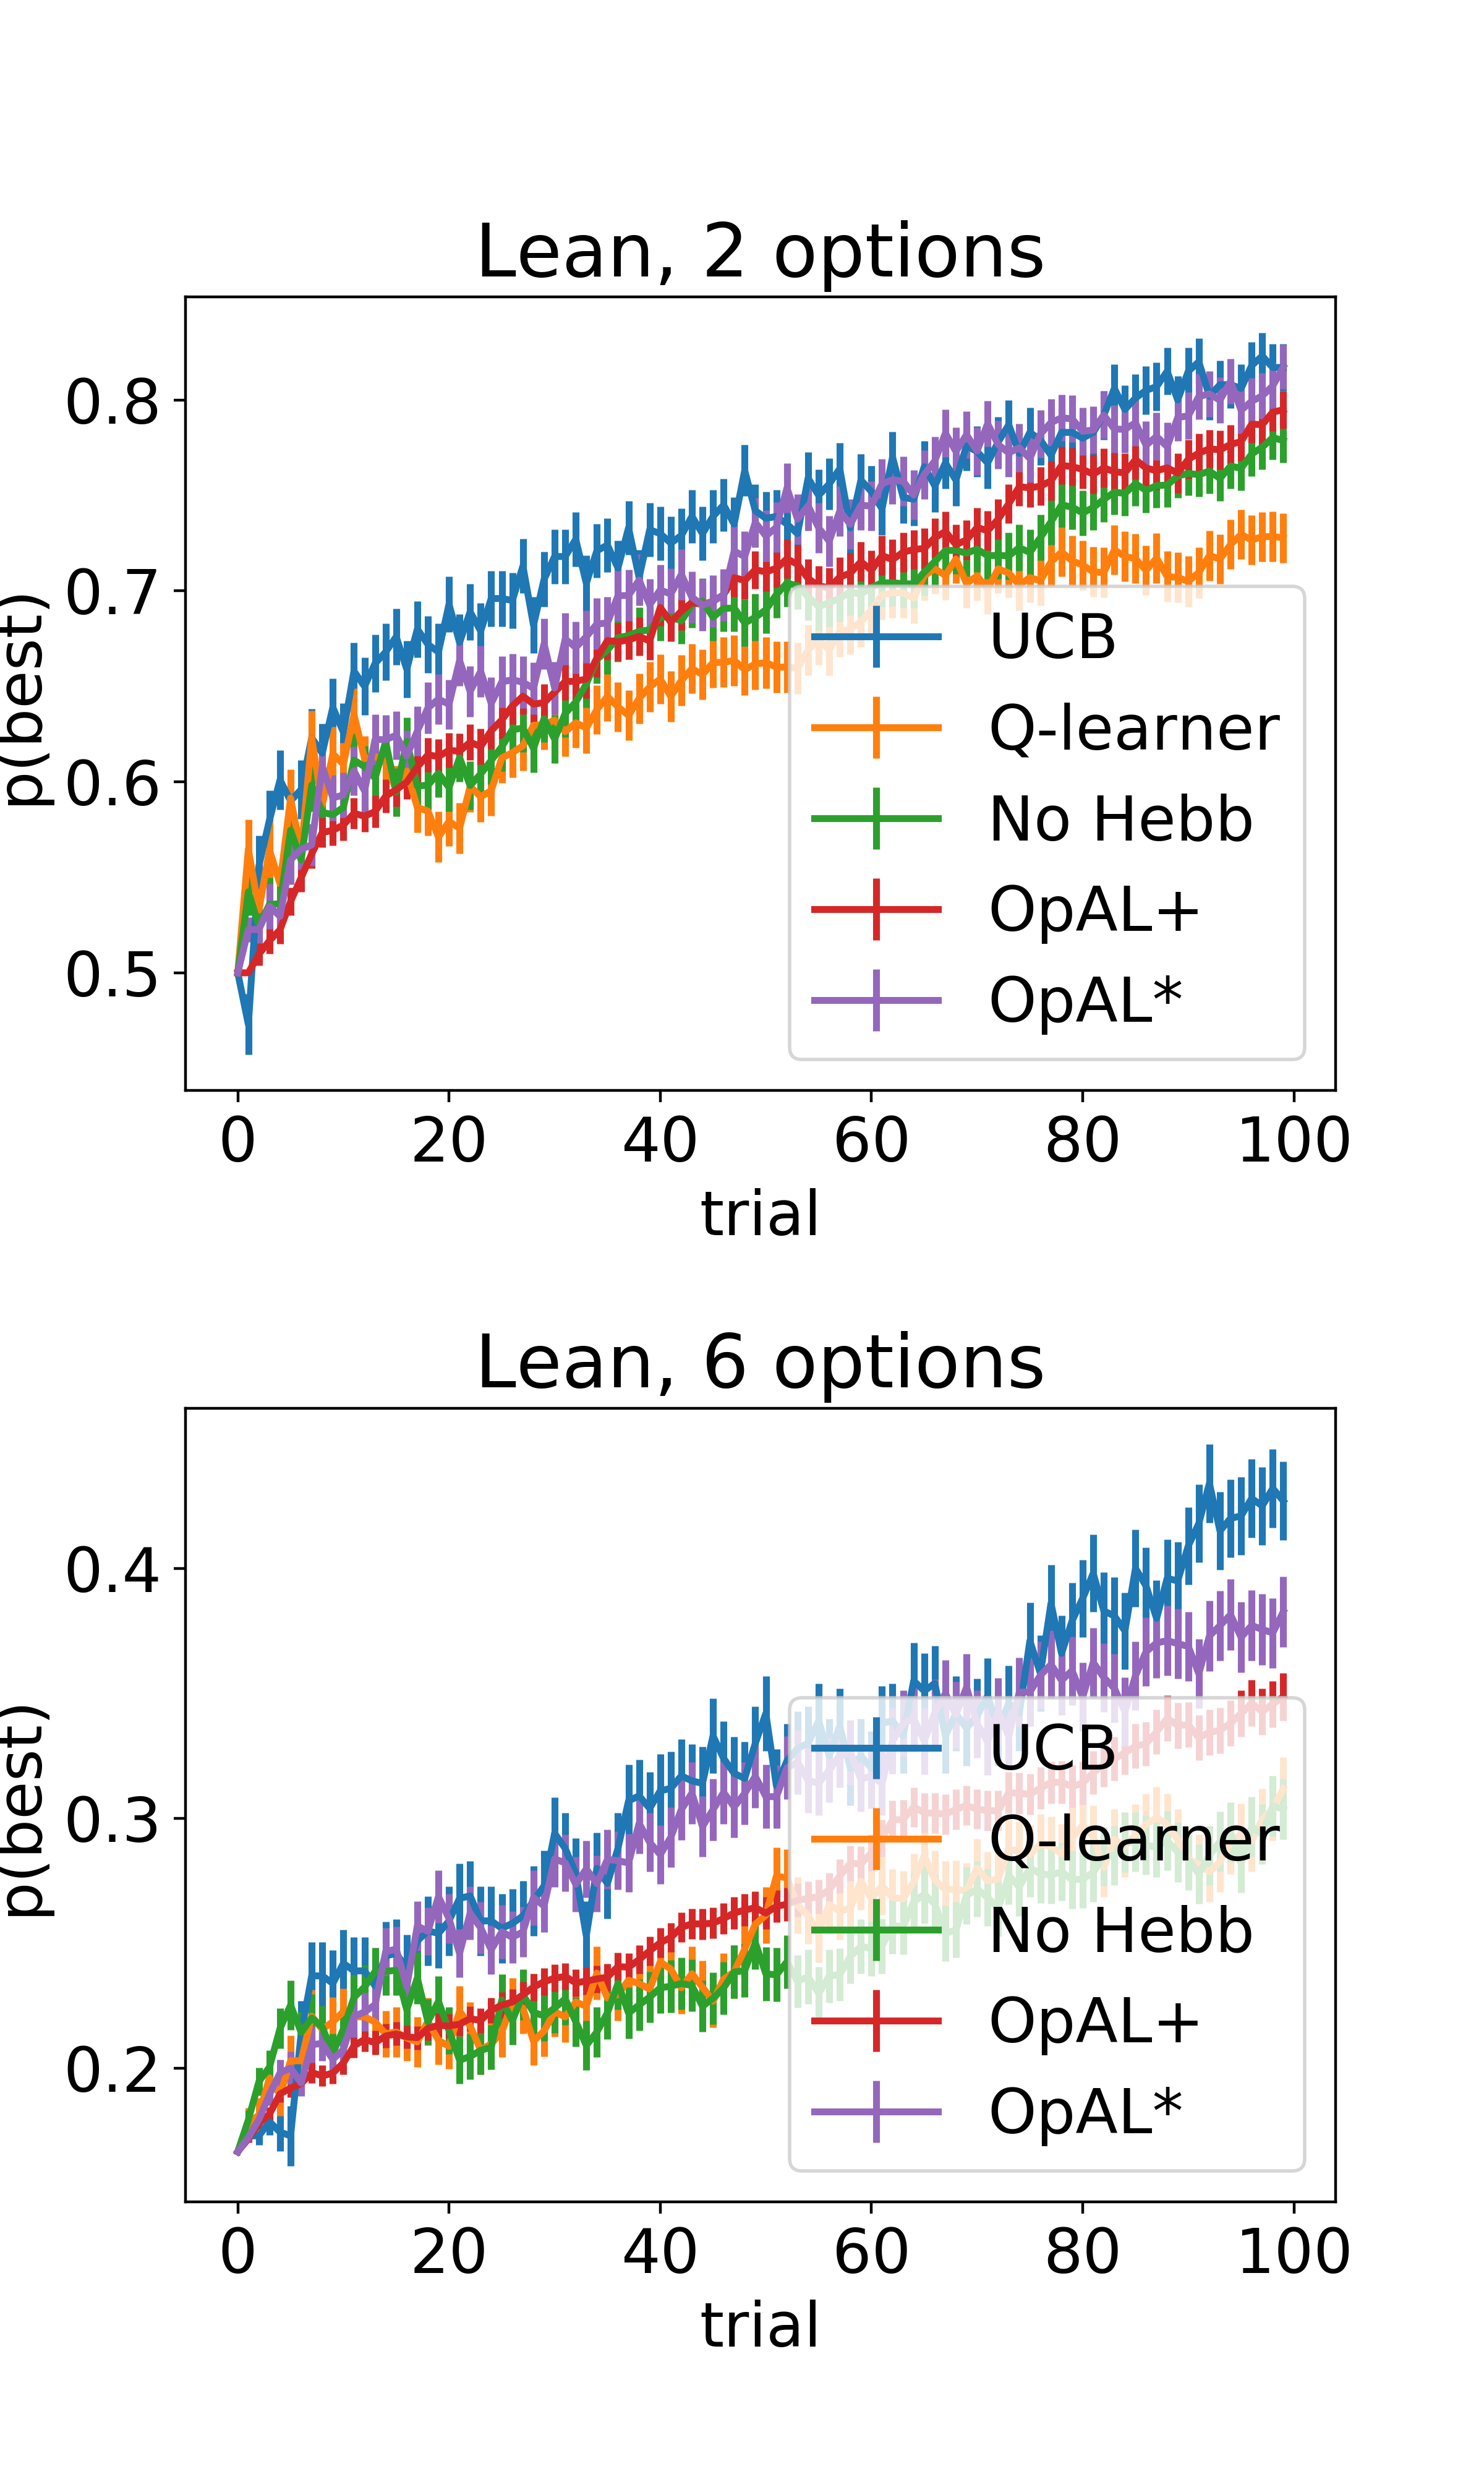 Lean, 2 options
p(best)
0.8
0.7
0.6
0.5
UCB
Q-learner
No Hebb
OpAL+
OpAL*
0 20 40 60 80 100
trial
Lean, 6 options
p(best)
0.4
0.3
0.2
UCB
Q-learner
No Hebb
OpAL+
OpAL*
0 20 40 60 80 100
trial